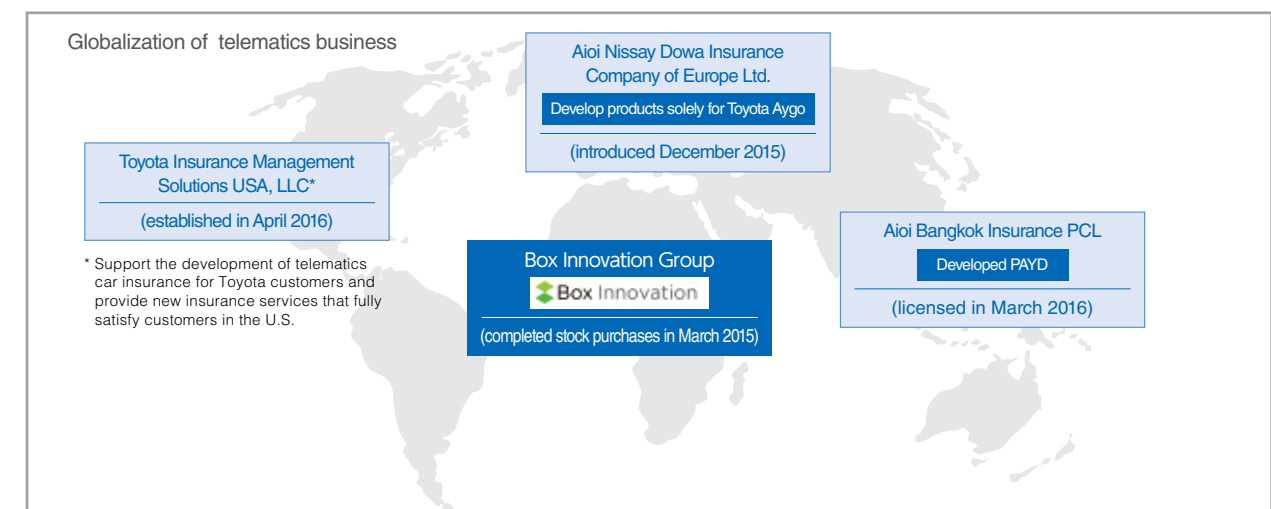 Globalization of telematics business
Aioi Nissay Dowa Insurance
Company of Europe Ltd.
Develop products solely for Toyota Aygo
(introduced December 2015)
Toyota Insurance Management
Solutions USA, LLC*
(established in April 2016)
* Support the development of telematics
car insurance for Toyota customers and
provide new insurance services that fully
satisfy customers in the U.S.
Box Innovation Group
Box Innovation
(completed stock purchases in March 2015)
Aioi Bangkok Insurance PCL
Developed PAYD
(licensed in March 2016)